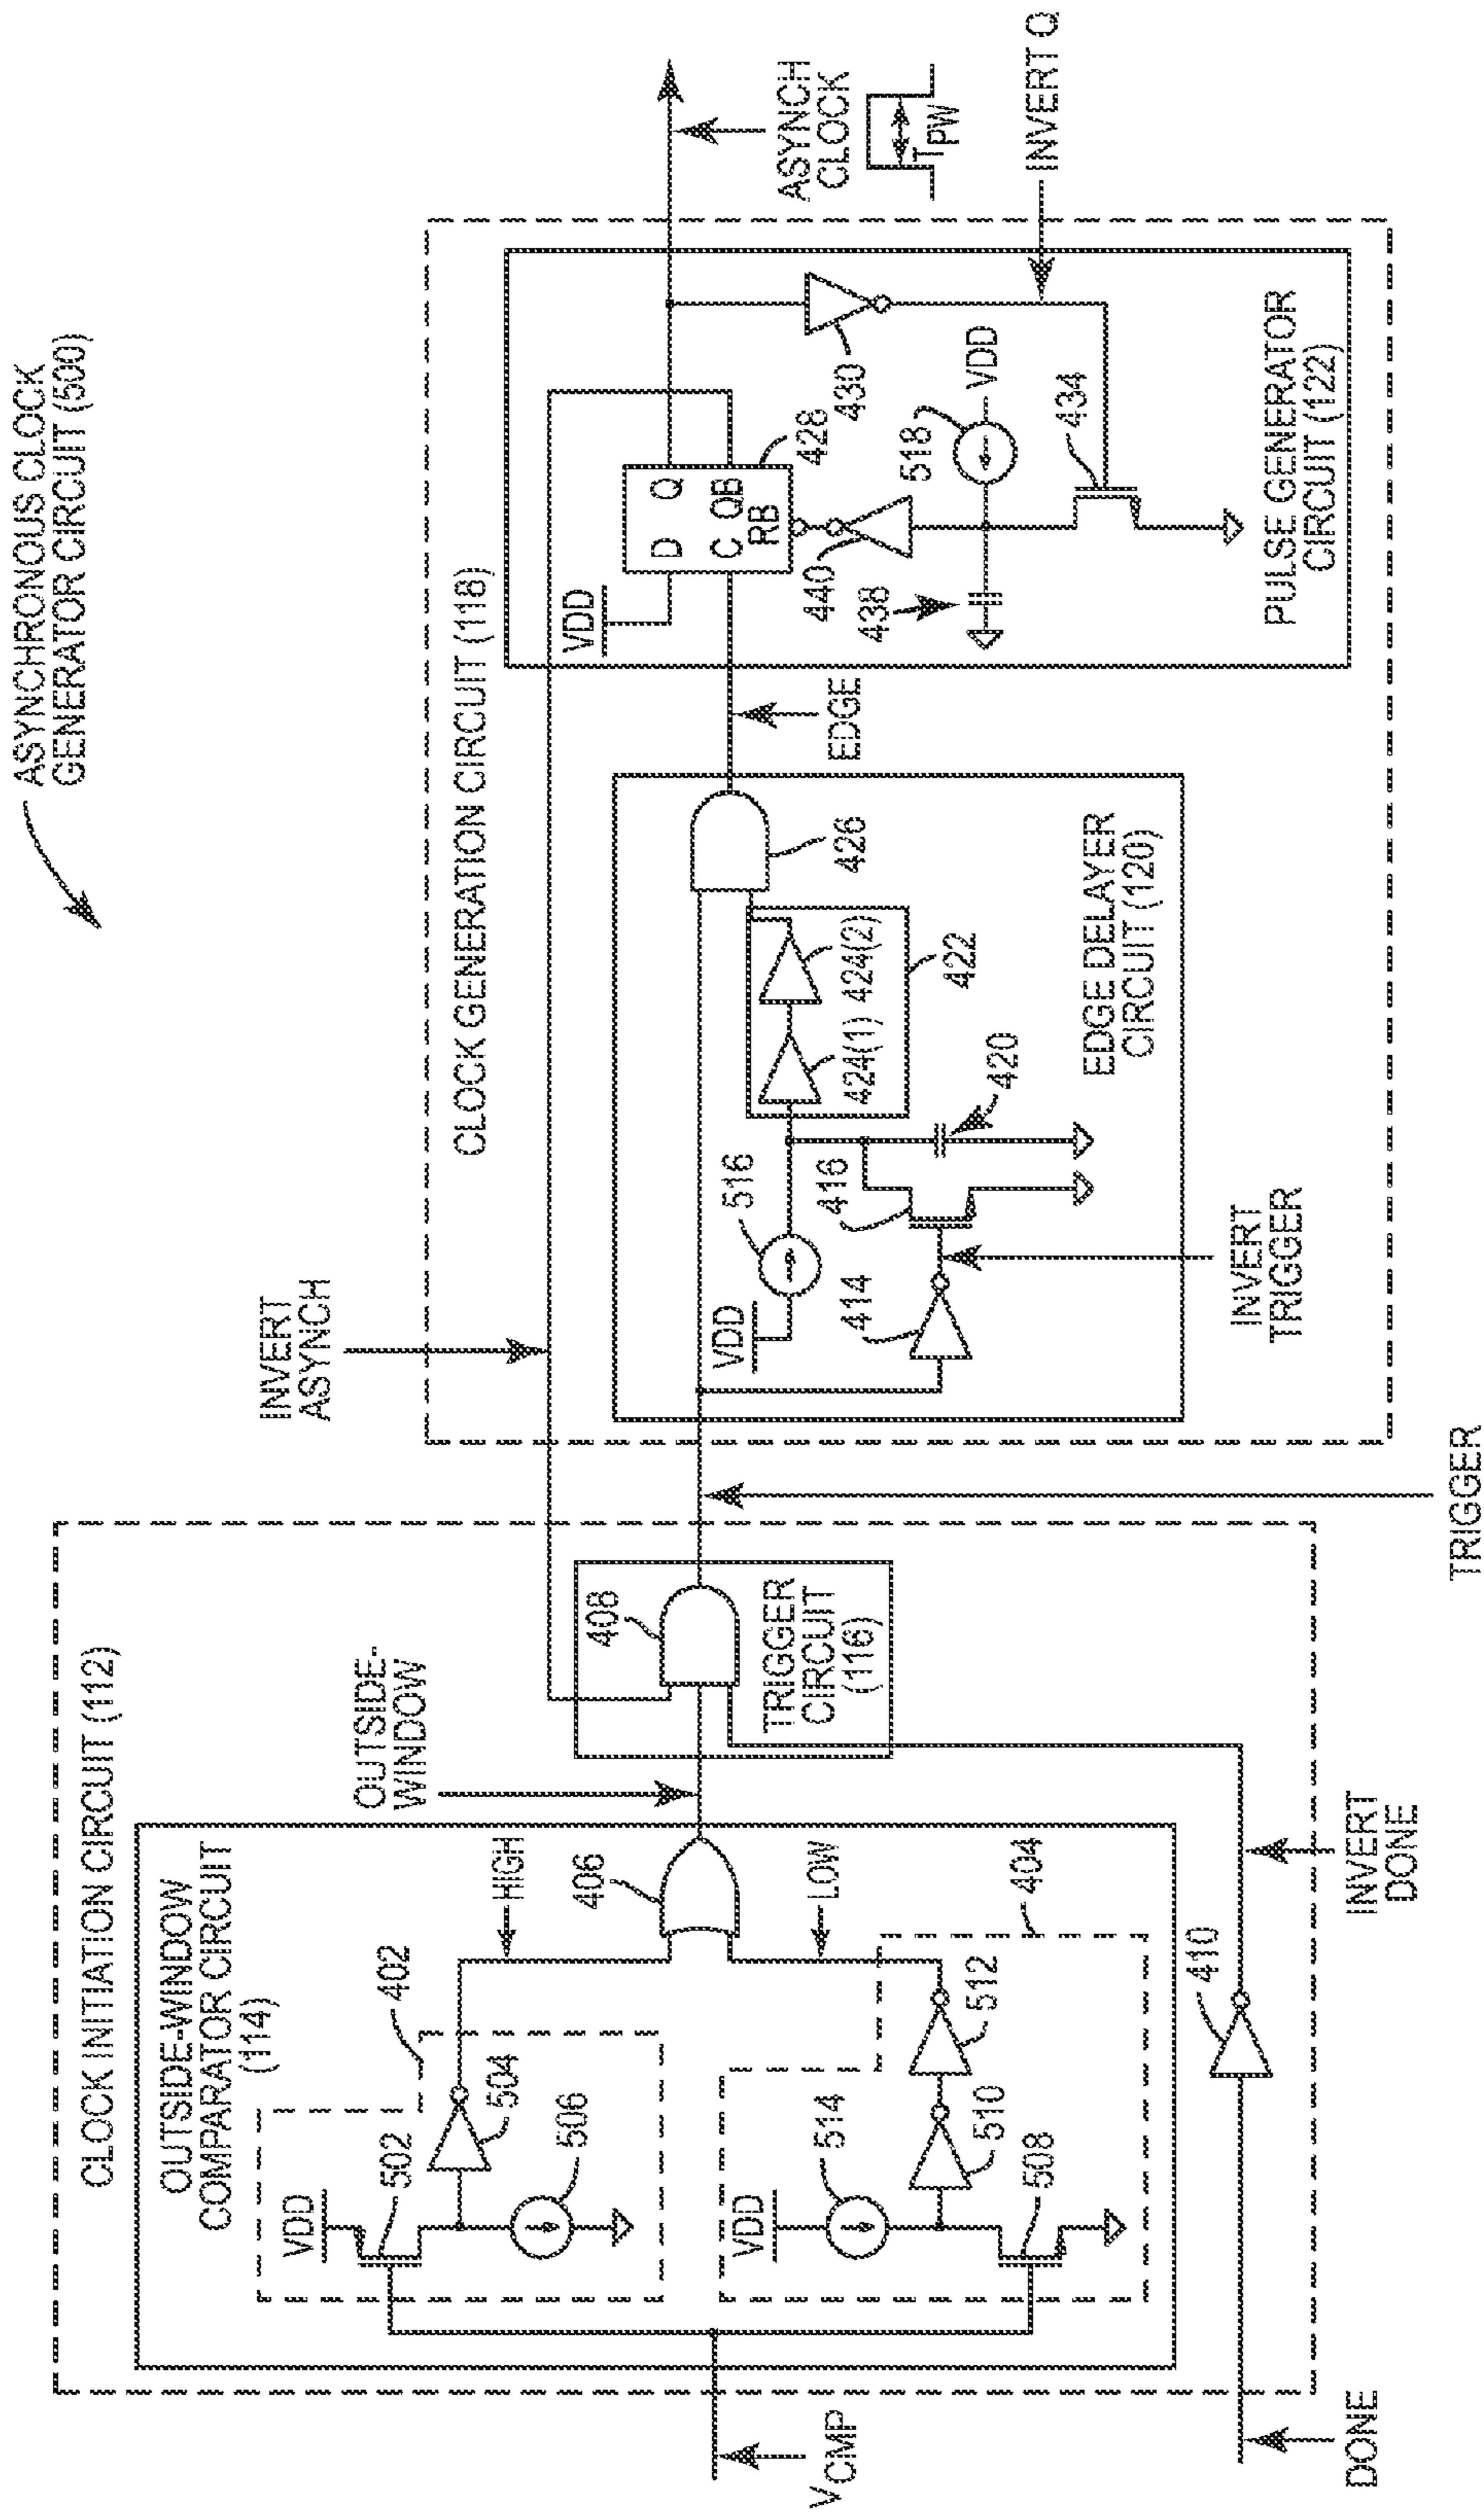 ASYNCHRONOUS CLOCK
GENERATOR CIRCUIT (500)
CLOCK INITIATION CIRCUIT (112)
OUTSIDE-WINDOW
COMPARATOR CIRCUIT
(114)
402
VDD
502
504
506
HIGH
406
LOW
404
VDD
514
510
512
508
VCMP
DONE
410
INVERT
DONE
OUTSIDE-
WINDOW
408
TRIGGER
CIRCUIT
(116)
TRIGGER
INVERT
ASYNCH
CLOCK GENERATION CIRCUIT (118)
VDD
516
414
416
420
424(1)
424(2)
422
426
INVERT
TRIGGER
EDGE DELAYER
CIRCUIT (120)
EDGE
VDD
D
Q
C
QB
RB
428
430
440
438
518
VDD
434
PULSE GENERATOR
CIRCUIT (122)
INVERT Q
ASYNCH
CLOCK
TPW